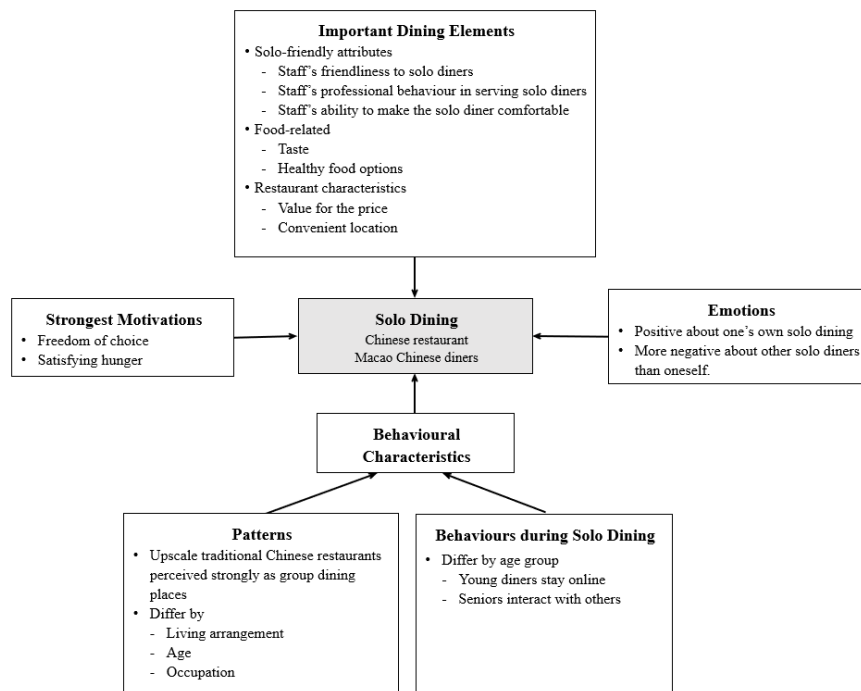 Important Dining Elements
• Solo-friendly attributes
- Staff’s friendliness to solo diners
- Staff’s professional behaviour in serving solo diners
- Staff’s ability to make the solo diner comfortable
• Food-related
- Taste
- Healthy food options
• Restaurant characteristics
- Value for the price
- Convenient location
Strongest Motivations
• Freedom of choice
• Satisfying hunger
Solo Dining
Chinese restaurant
Macao Chinese diners
Emotions
• Positive about one’s own solo dining
• More negative about other solo diners
than oneself.
Behavioural
Characteristics
Patterns
• Upscale traditional Chinese restaurants
perceived strongly as group dining
places
• Differ by
- Living arrangement
- Age
- Occupation
Behaviours during Solo Dining
• Differ by age group
- Young diners stay online
- Seniors interact with others